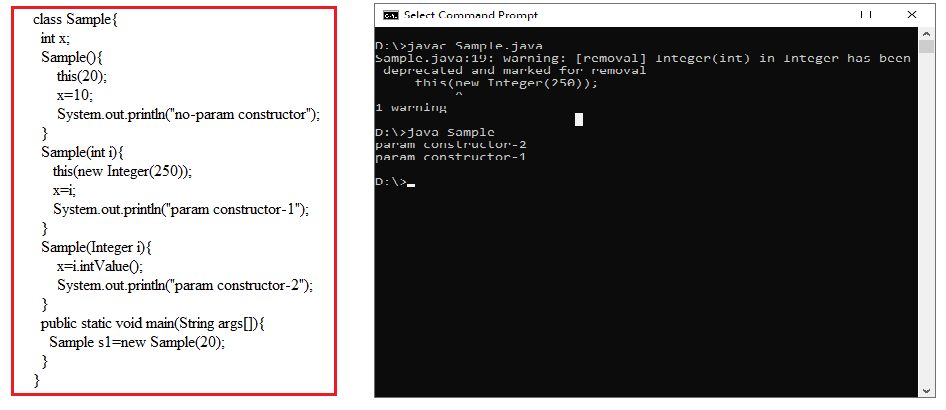 class Sample{
int x;
Sample(){
this(20);
x=10;
System.out.println("no-param constructor");
}
Sample(int i){
this(new Integer(250));
x=i;
System.out.println("param constructor-1");
}
Sample(Integer i){
x=i.intValue();
System.out.println("param constructor-2");
}
public static void main(String args[]){
Sample s1=new Sample(20);
}
}
Select Command Prompt
D:\>javac Sample.java
Sample.java:19: warning: [removal] Integer(int) in Integer has been
deprecated and marked for removal
this(new Integer(250));
^
1 warning
D:\>java Sample
param constructor-2
param constructor-1
D:\>